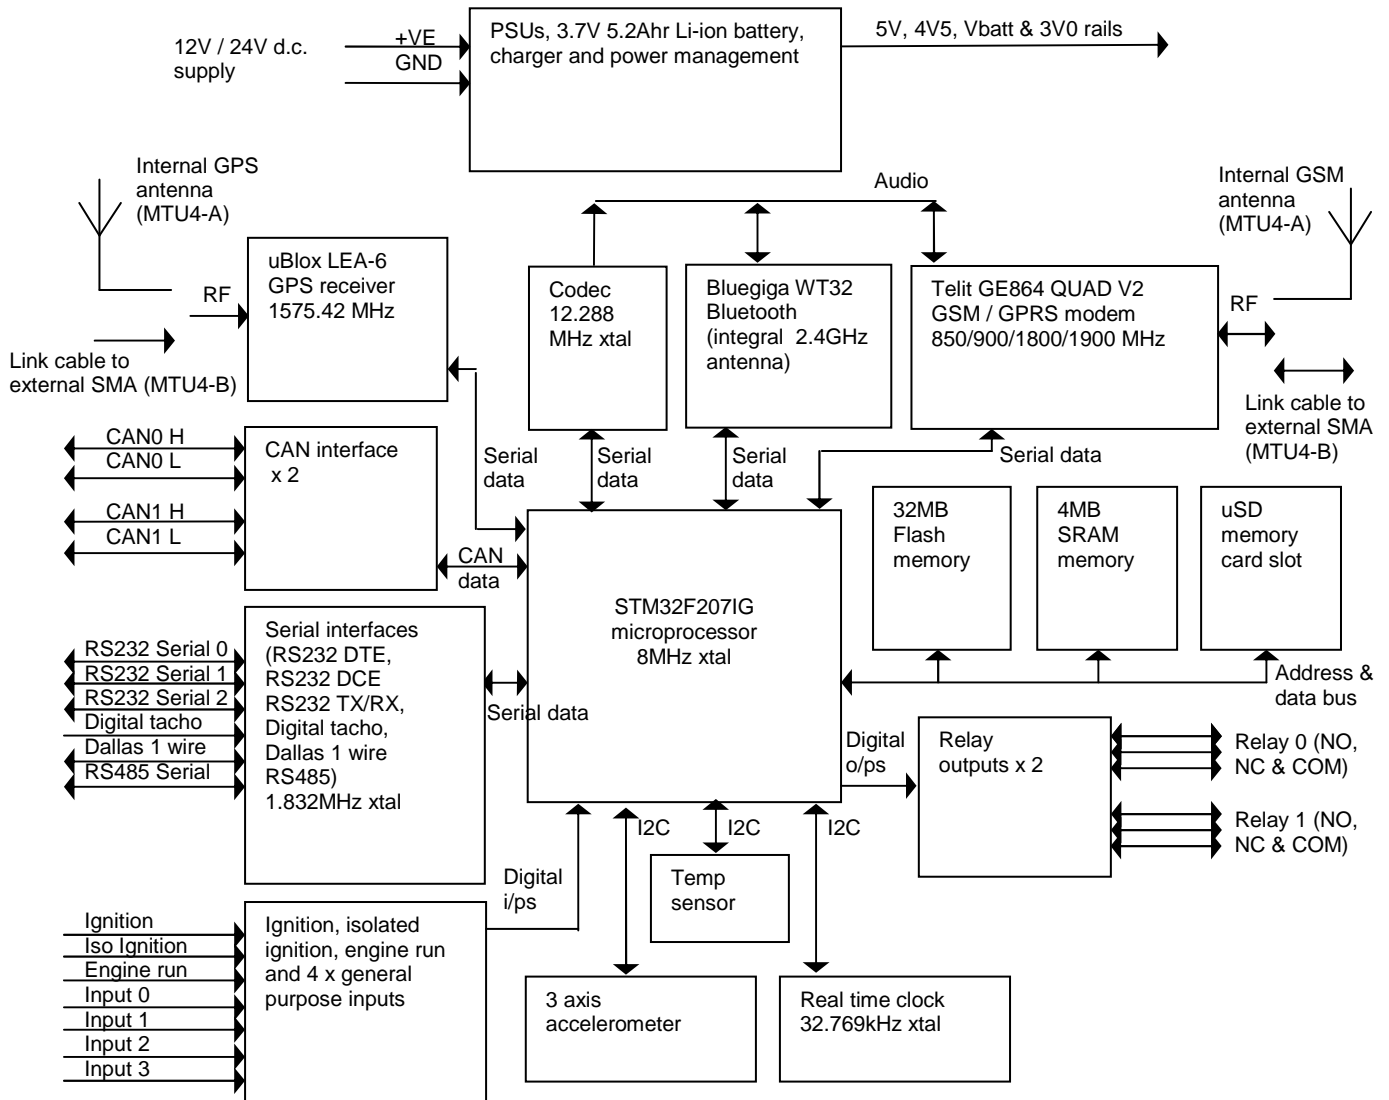 12V / 24V d.c.
supply
+VE
GND
PSUs, 3.7V 5.2Ahr Li-ion battery,
charger and power management
5V, 4V5, Vbatt & 3V0 rails
Internal GPS
antenna
(MTU4-A)
Audio
Internal GSM
antenna
(MTU4-A)
RF
Link cable to
external SMA (MTU4-B)
uBlox LEA-6
GPS receiver
1575.42 MHz
Codec
12.288
MHz xtal
Bluegiga WT32
Bluetooth
(integral 2.4GHz
antenna)
Telit GE864 QUAD V2
GSM / GPRS modem
850/900/1800/1900 MHz
RF
Link cable to
external SMA
(MTU4-B)
CAN0 H
CAN0 L
CAN1 H
CAN1 L
CAN interface
x 2
Serial
data
Serial
data
Serial
data
Serial data
CAN
data
32MB
Flash
memory
4MB
SRAM
memory
uSD
memory
card slot
STM32F207IG
microprocessor
8MHz xtal
RS232 Serial 0
RS232 Serial 1
RS232 Serial 2
Digital tacho
Dallas 1 wire
RS485 Serial
Serial interfaces
(RS232 DTE,
RS232 DCE
RS232 TX/RX,
Digital tacho,
Dallas 1 wire
RS485)
1.832MHz xtal
Serial data
Address &
data bus
Digital
o/ps
Relay
outputs x 2
Relay 0 (NO,
NC & COM)
Relay 1 (NO,
NC & COM)
I2C
I2C
I2C
Digital
i/ps
Temp
sensor
Ignition
Iso Ignition
Engine run
Input 0
Input 1
Input 2
Input 3
Ignition, isolated
ignition, engine run
and 4 x general
purpose inputs
3 axis
accelerometer
Real time clock
32.769kHz xtal